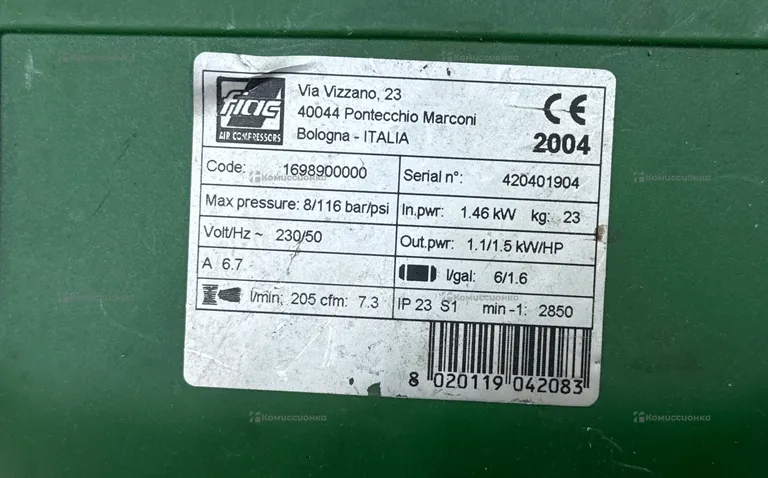 fiac
AIR COMPRESSORS
Via Vizzano, 23
40044 Pontecchio Marconi
Bologna - ITALIA
CE
2004
Code: 1698900000
Serial n°: 420401904
Max pressure: 8/116 bar/psi
In.pwr: 1.46 kW kg: 23
Volt/Hz ~ 230/50
Out.pwr: 1.1/1.5 kW/HP
A 6.7
l/gal: 6/1.6
l/min: 205 cfm: 7.3
IP 23 S1 min -1: 2850
8 020119 042083
Комиссионка
Комиссионка
Комиссионка
Комиссионка
Комиссионка
Комиссионка
Комиссионка
Комиссионка
Комиссионка